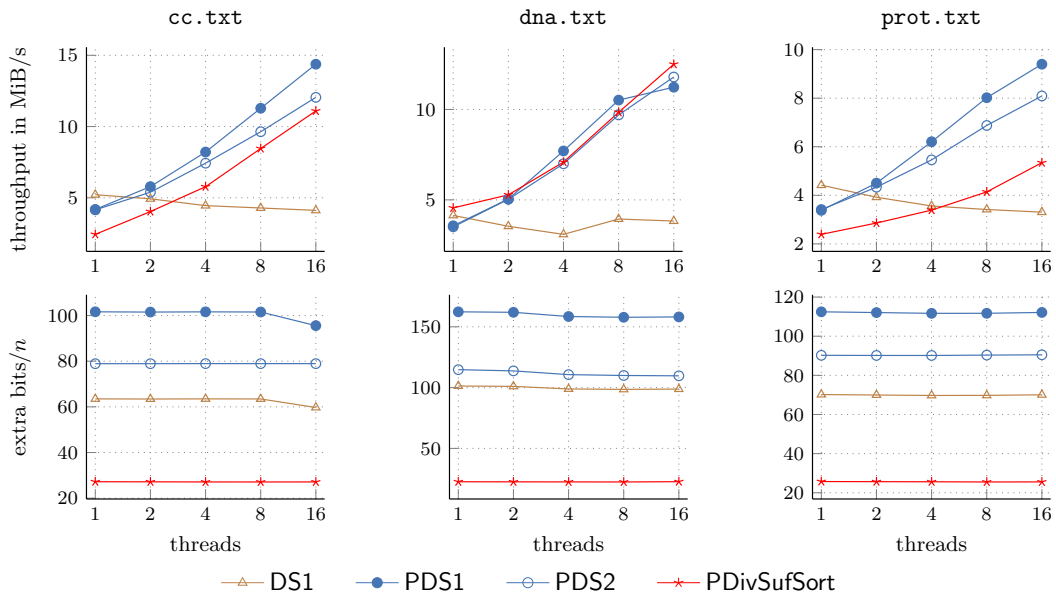 cc.txt dna.txt prot.txt
throughput in MiB/s
15
10
5
1 2 4 8 16
10
5
1 2 4 8 16
10
8
6
4
2
1 2 4 8 16
extra bits/n
100
80
60
40
20
1 2 4 8 16
threads
150
100
50
1 2 4 8 16
threads
120
100
80
60
40
20
1 2 4 8 16
threads
DS1 PDS1 PDS2 PDivSufSort